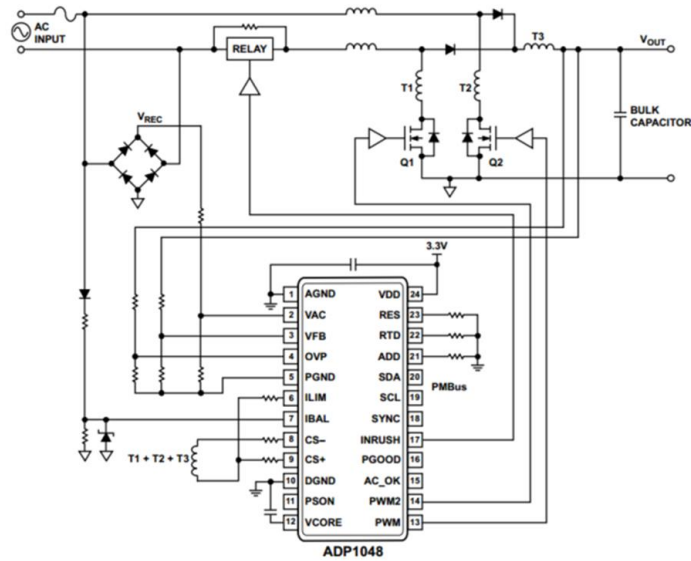 AC
INPUT
RELAY
T3
VOUT
T1
T2
BULK
CAPACITOR
VREC
Q1
Q2
3.3V
1 AGND VDD 24
2 VAC RES 23
3 VFB RTD 22
4 OVP ADD 21
5 PGND SDA 20
PMBus
6 ILIM SCL 19
7 IBAL SYNC 18
8 CS– INRUSH 17
T1 + T2 + T3
9 CS+ PGOOD 16
10 DGND AC_OK 15
11 PSON PWM2 14
12 VCORE PWM 13
ADP1048